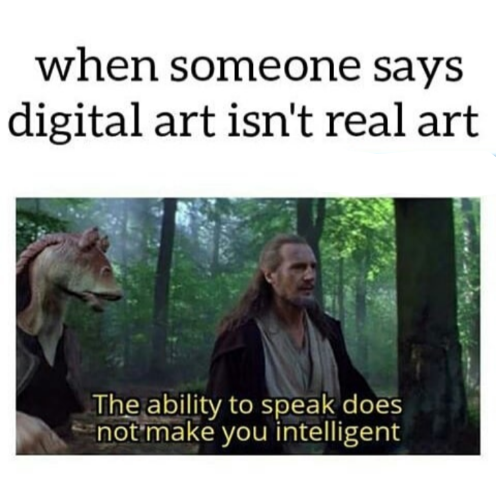 when someone says
digital art isn't real art
The ability to speak does
not make you intelligent